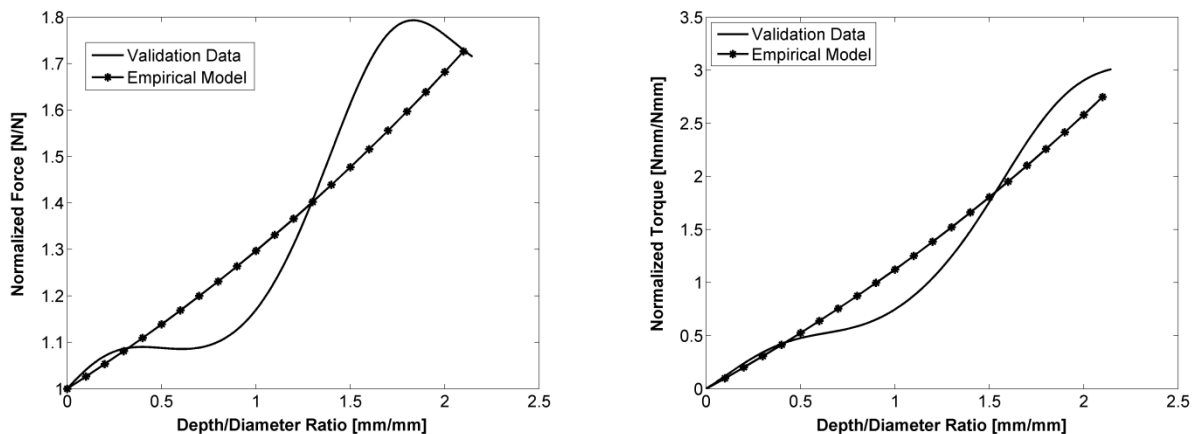 1.8
1.7
1.6
1.5
1.4
1.3
1.2
1.1
1
Normalized Force [N/N]
Validation Data
Empirical Model
0 0.5 1 1.5 2 2.5
Depth/Diameter Ratio [mm/mm]
3.5
3
2.5
2
1.5
1
0.5
0
Normalized Torque [Nmm/Nmm]
Validation Data
Empirical Model
0 0.5 1 1.5 2 2.5
Depth/Diameter Ratio [mm/mm]